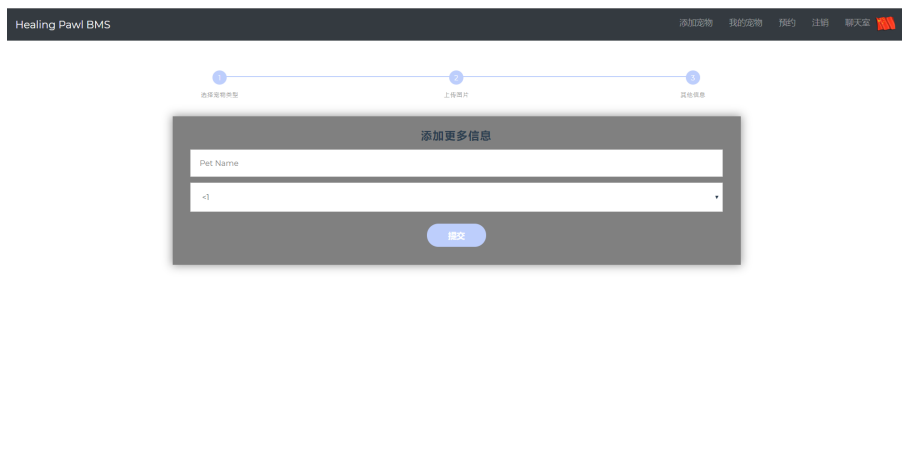 Healing Pawl BMS
添加宠物 我的宠物 预约 注销 聊天室
1 2 3
选择宠物类型 上传图片 其他信息
添加更多信息
Pet Name
<1
提交